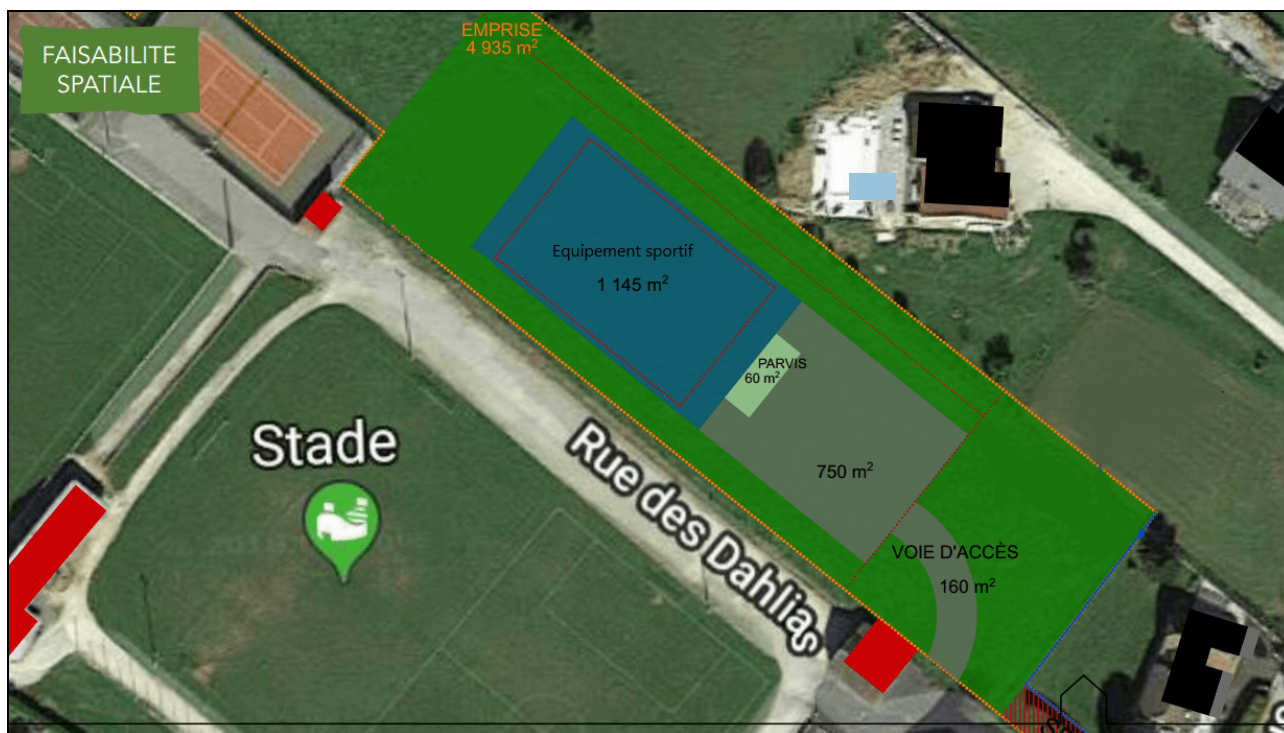 FAISABILITE
SPATIALE
EMPRISE
4 935 m²
Equipement sportif
1 145 m²
PARVIS
60 m²
750 m²
VOIE D'ACCÈS
160 m²
Stade
Rue des Dahlias